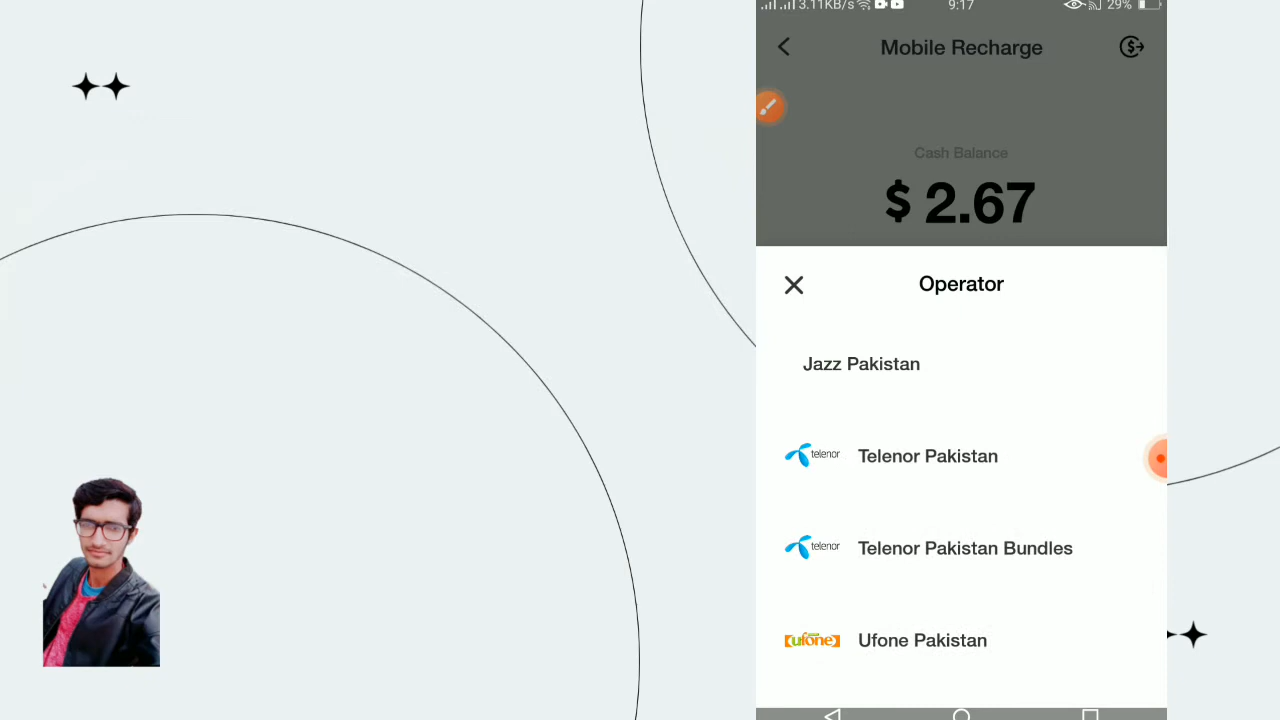 3.11KB/s 9:17 29%
Mobile Recharge
Cash Balance
$ 2.67
Operator
Jazz Pakistan
telenor Telenor Pakistan
telenor Telenor Pakistan Bundles
ufone Ufone Pakistan